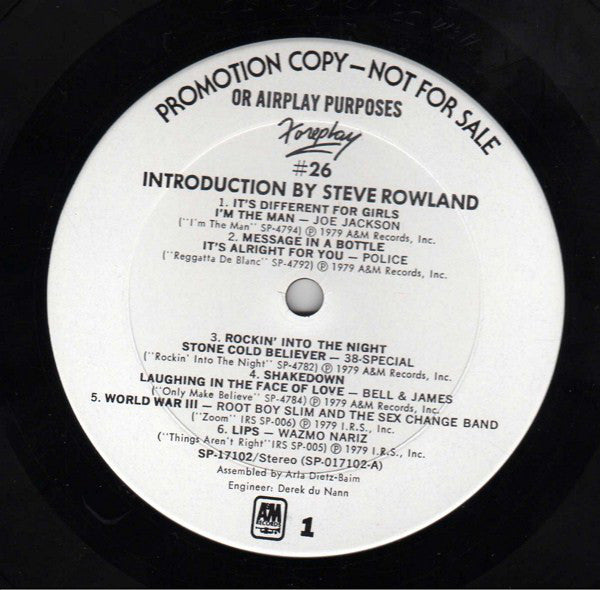 PROMOTION COPY — NOT FOR SALE
OR AIRPLAY PURPOSES
Foreplay
#26
INTRODUCTION BY STEVE ROWLAND
1. IT'S DIFFERENT FOR GIRLS
I'M THE MAN — JOE JACKSON
("I'm The Man" SP-4794) Ⓟ 1979 A&M Records, Inc.
2. MESSAGE IN A BOTTLE
IT'S ALRIGHT FOR YOU — POLICE
("Reggatta De Blanc" SP-4792) Ⓟ 1979 A&M Records, Inc.
3. ROCKIN' INTO THE NIGHT
STONE COLD BELIEVER — 38-SPECIAL
("Rockin' Into The Night" SP-4782) Ⓟ 1979 A&M Records, Inc.
4. SHAKEDOWN
LAUGHING IN THE FACE OF LOVE — BELL & JAMES
("Only Make Believe" SP-4784) Ⓟ 1979 A&M Records, Inc.
5. WORLD WAR III — ROOT BOY SLIM AND THE SEX CHANGE BAND
("Zoom" IRS SP-006) Ⓟ 1979 I.R.S., Inc.
6. LIPS — WAZMO NARIZ
("Things Aren't Right" IRS SP-005) Ⓟ 1979 I.R.S., Inc.
SP-17102/Stereo (SP-017102-A)
Assembled by Arla Dietz-Baim
Engineer: Derek du Nann
A&M RECORDS 1